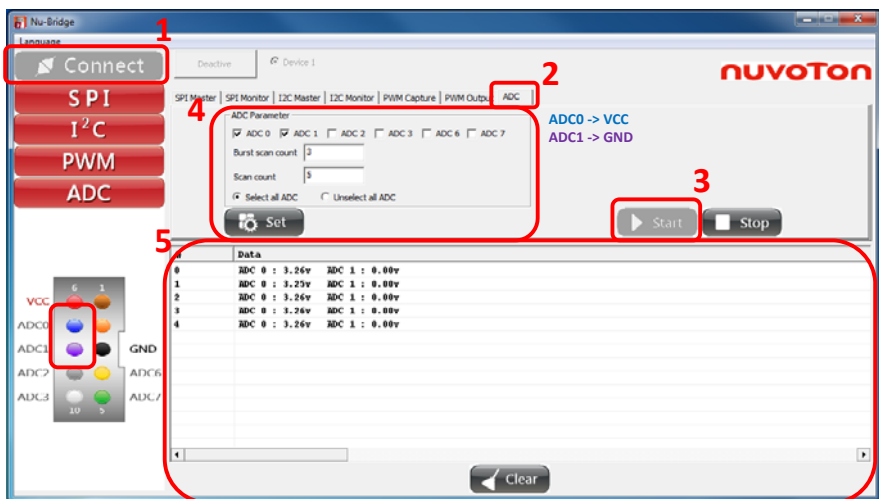 Nu-Bridge
Language
1
Connect
Deactive
Device 1
nuvoTon
2
SPI
SPI Master SPI Monitor I2C Master I2C Monitor PWM Capture PWM Output ADC
4
ADC Parameter
ADC0 -> VCC
I²C
ADC 0 ADC 1 ADC 2 ADC 3 ADC 6 ADC 7
ADC1 -> GND
Burst scan count 3
PWM
Scan count 5
3
ADC
Select all ADC Unselect all ADC
Set
Start
Stop
5
# Data
0 ADC 0 : 3.26v ADC 1 : 0.00v
1 ADC 0 : 3.25v ADC 1 : 0.00v
2 ADC 0 : 3.26v ADC 1 : 0.00v
3 ADC 0 : 3.26v ADC 1 : 0.00v
4 ADC 0 : 3.26v ADC 1 : 0.00v
6 1
VCC
ADC0
ADC1 GND
ADC2 ADC6
ADC3 ADC7
10 5
Clear